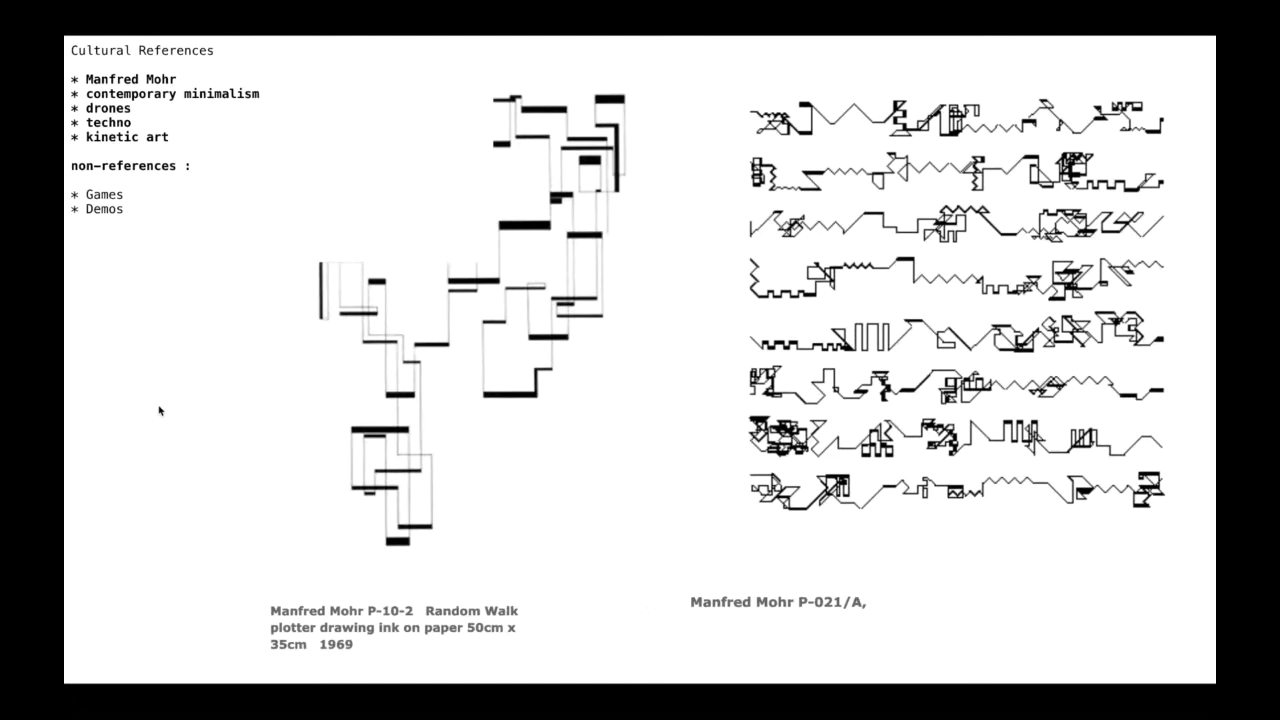 Cultural References
* Manfred Mohr
* contemporary minimalism
* drones
* techno
* kinetic art
non-references :
* Games
* Demos
Manfred Mohr P-10-2 Random Walk
plotter drawing ink on paper 50cm x
35cm 1969
Manfred Mohr P-021/A,